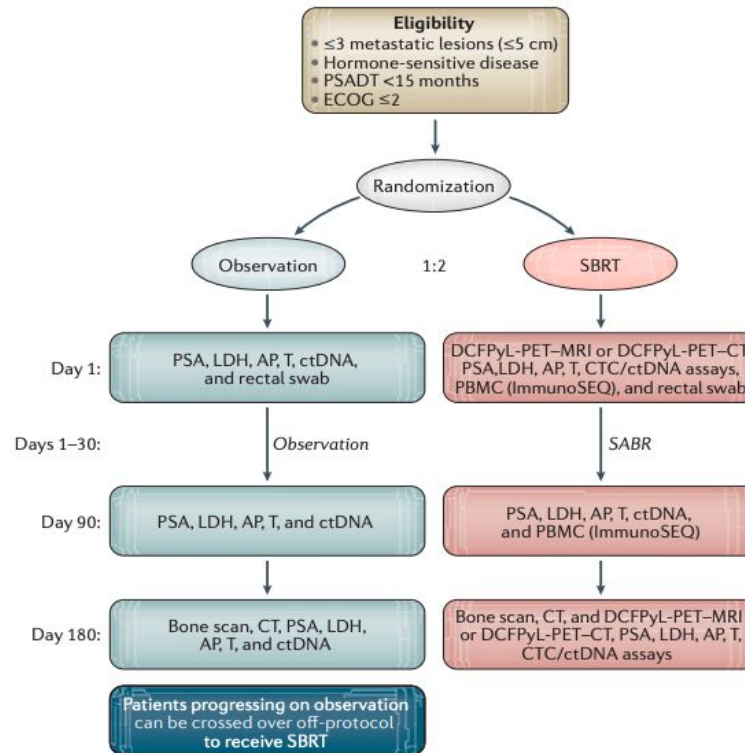 Eligibility
• ≤3 metastatic lesions (≤5 cm)
• Hormone-sensitive disease
• PSADT <15 months
• ECOG ≤2
Randomization
Observation
1:2
SBRT
Day 1:
PSA, LDH, AP, T, ctDNA,
and rectal swab
DCFPyL-PET–MRI or DCFPyL-PET–CT,
PSA,LDH, AP, T, CTC/ctDNA assays,
PBMC (ImmunoSEQ), and rectal swab
Days 1–30:
Observation
SABR
Day 90:
PSA, LDH, AP, T, and ctDNA
PSA, LDH, AP, T, ctDNA,
and PBMC (ImmunoSEQ)
Day 180:
Bone scan, CT, PSA, LDH,
AP, T, and ctDNA
Bone scan, CT, and DCFPyL-PET–MRI
or DCFPyL-PET–CT, PSA, LDH, AP, T,
CTC/ctDNA assays
Patients progressing on observation
can be crossed over off-protocol
to receive SBRT